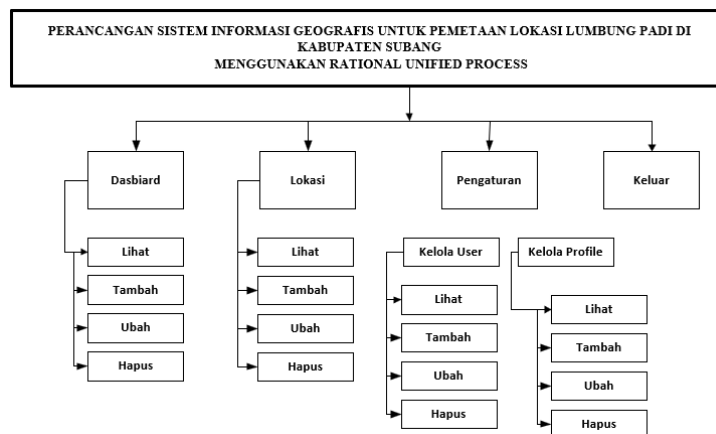 PERANCANGAN SISTEM INFORMASI GEOGRAFIS UNTUK PEMETAAN LOKASI LUMBUNG PADI DI
KABUPATEN SUBANG
MENGGUNAKAN RATIONAL UNIFIED PROCESS
Dasbiard
Lokasi
Pengaturan
Keluar
Lihat
Tambah
Ubah
Hapus
Lihat
Tambah
Ubah
Hapus
Kelola User
Lihat
Tambah
Ubah
Hapus
Kelola Profile
Lihat
Tambah
Ubah
Hapus